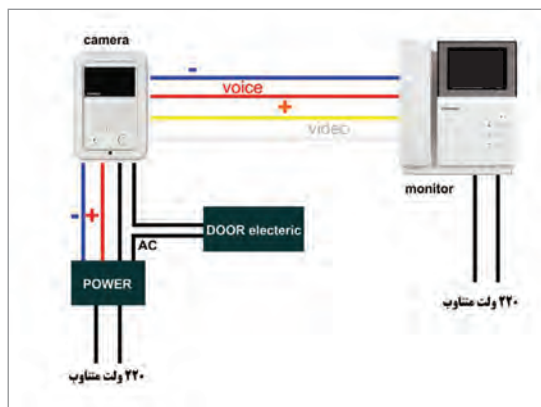 camera
-
voice
+
video
monitor
- +
DOOR electeric
AC
POWER
۲۲۰ ولت متناوب
۲۲۰ ولت متناوب